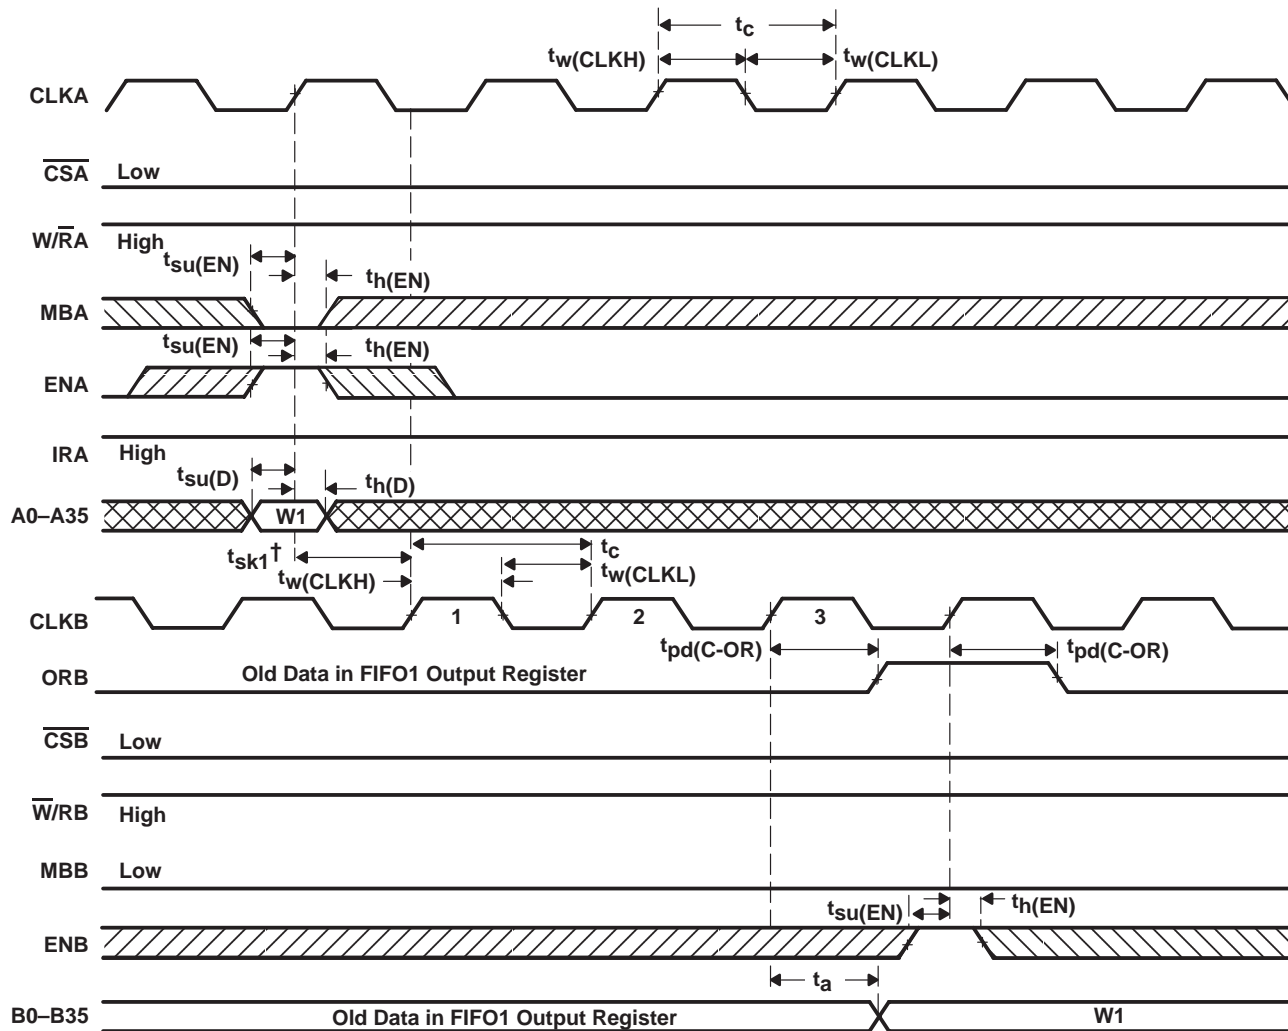 tc
tw(CLKH)
tw(CLKL)
CLKA
CSA
Low
W/RA
High
tsu(EN)
th(EN)
MBA
tsu(EN)
th(EN)
ENA
IRA
High
tsu(D)
th(D)
A0–A35
W1
tsk1†
tc
tw(CLKH)
tw(CLKL)
CLKB
1
2
3
tpd(C-OR)
tpd(C-OR)
ORB
Old Data in FIFO1 Output Register
CSB
Low
W/RB
High
MBB
Low
tsu(EN)
th(EN)
ENB
ta
B0–B35
Old Data in FIFO1 Output Register
W1